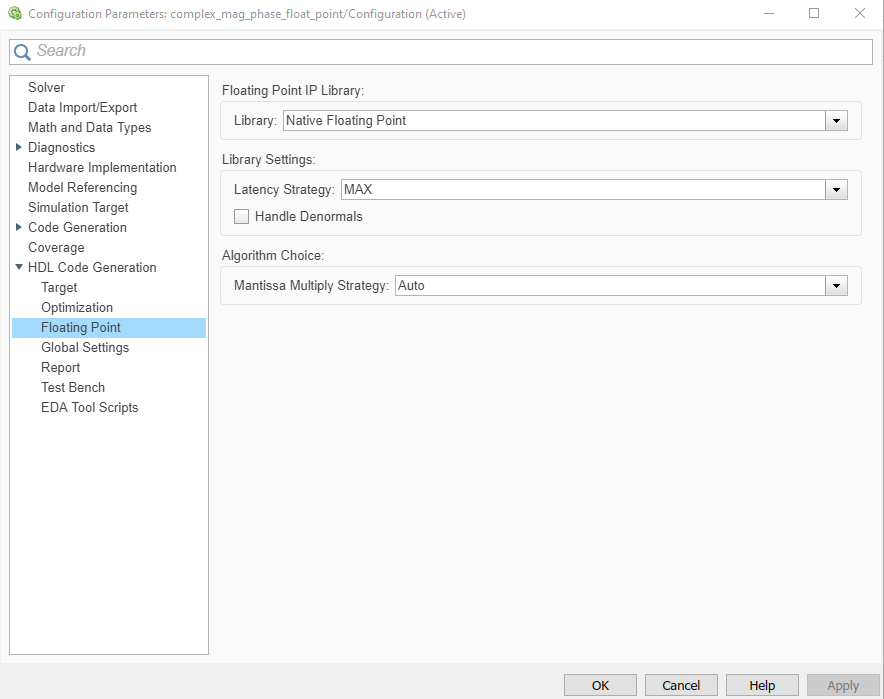 Configuration Parameters: complex_mag_phase_float_point/Configuration (Active)
Search
Solver
Data Import/Export
Math and Data Types
Diagnostics
Hardware Implementation
Model Referencing
Simulation Target
Code Generation
Coverage
HDL Code Generation
Target
Optimization
Floating Point
Global Settings
Report
Test Bench
EDA Tool Scripts
Floating Point IP Library:
Library: Native Floating Point
Library Settings:
Latency Strategy: MAX
Handle Denormals
Algorithm Choice:
Mantissa Multiply Strategy: Auto
OK Cancel Help Apply